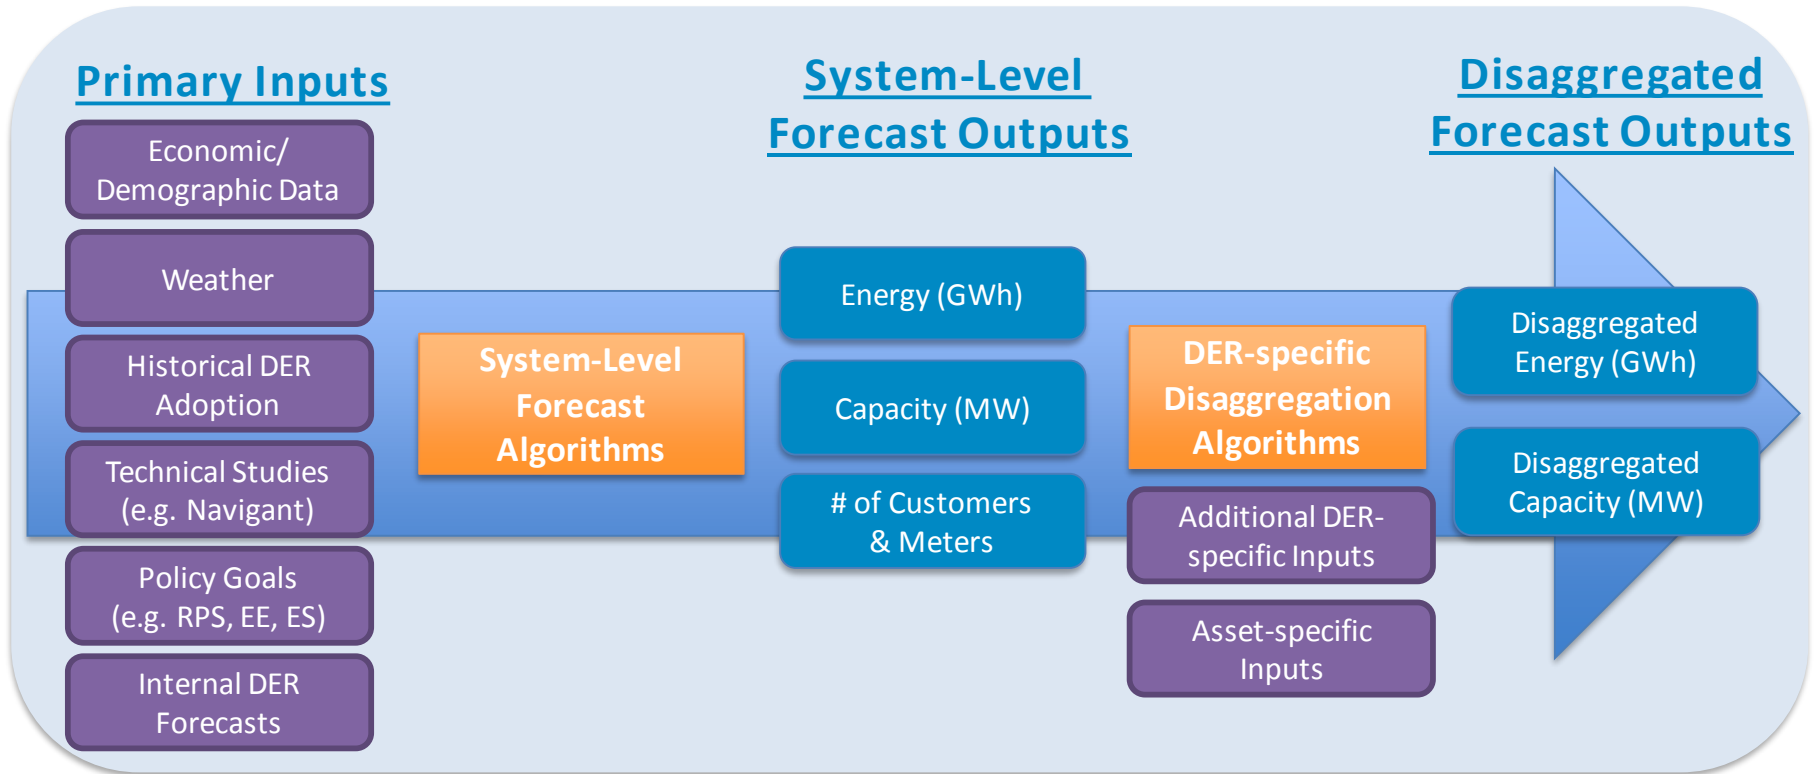 Primary Inputs
Economic/
Demographic Data
Weather
Historical DER
Adoption
Technical Studies
(e.g. Navigant)
Policy Goals
(e.g. RPS, EE, ES)
Internal DER
Forecasts
System-Level
Forecast
Algorithms
System-Level
Forecast Outputs
Energy (GWh)
Capacity (MW)
# of Customers
& Meters
DER-specific
Disaggregation
Algorithms
Additional DER-
specific Inputs
Asset-specific
Inputs
Disaggregated
Forecast Outputs
Disaggregated
Energy (GWh)
Disaggregated
Capacity (MW)